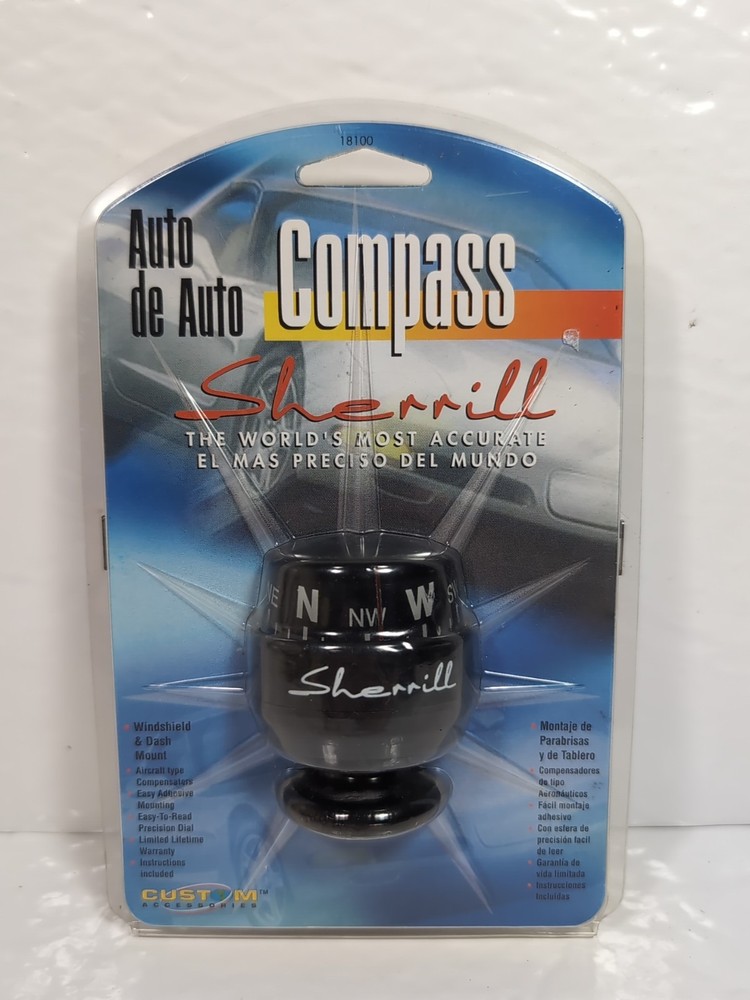 18100
Auto
de Auto
Compass
Sherrill
THE WORLD'S MOST ACCURATE
EL MAS PRECISO DEL MUNDO
E N NW W S
Sherrill
Windshield
& Dash
Mount
Aircraft type
Compensators
Easy Adhesive
Mounting
Easy-To-Read
Precision Dial
Limited Lifetime
Warranty
Instructions
included
CUSTOM™
ACCESSORIES
Montaje de
Parabrisas
y de Tablero
Compensadores
de tipo
Aeronáuticos
Fácil montaje
adhesivo
Con esfera de
precisión facil
de leer
Garantía de
vida limitada
Instrucciones
Incluidas